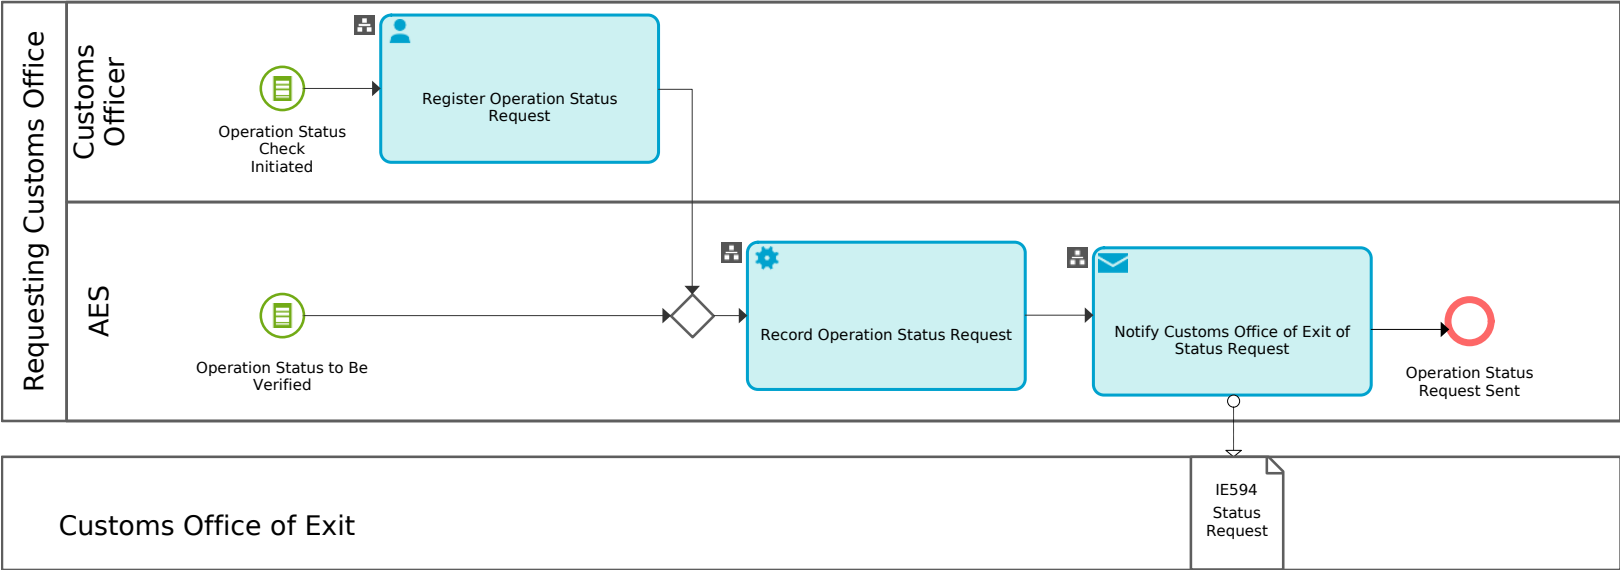 Requesting Customs Office
Customs
Officer
Operation Status
Check
Initiated
Register Operation Status
Request
AES
Operation Status to Be
Verified
Record Operation Status Request
Notify Customs Office of Exit of
Status Request
Operation Status
Request Sent
Customs Office of Exit
IE594
Status
Request